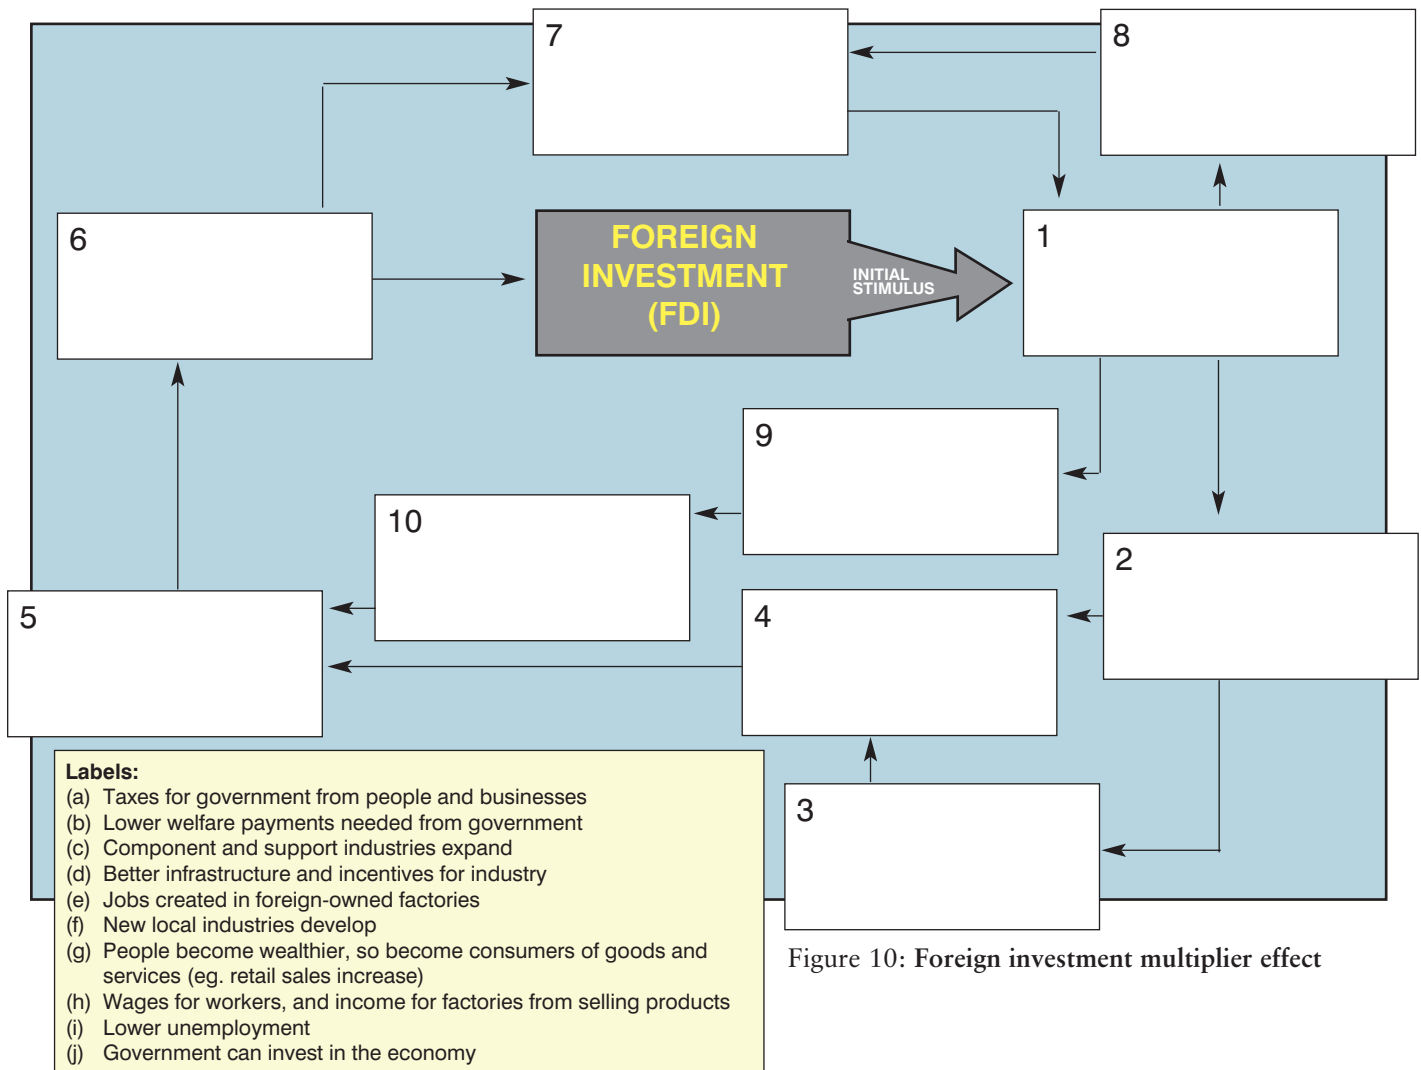 7
8
6
FOREIGN
INVESTMENT
(FDI)
INITIAL
STIMULUS
1
9
10
2
5
4
3
Labels:
(a) Taxes for government from people and businesses
(b) Lower welfare payments needed from government
(c) Component and support industries expand
(d) Better infrastructure and incentives for industry
(e) Jobs created in foreign-owned factories
(f) New local industries develop
(g) People become wealthier, so become consumers of goods and
services (eg. retail sales increase)
(h) Wages for workers, and income for factories from selling products
(i) Lower unemployment
(j) Government can invest in the economy
Figure 10: Foreign investment multiplier effect